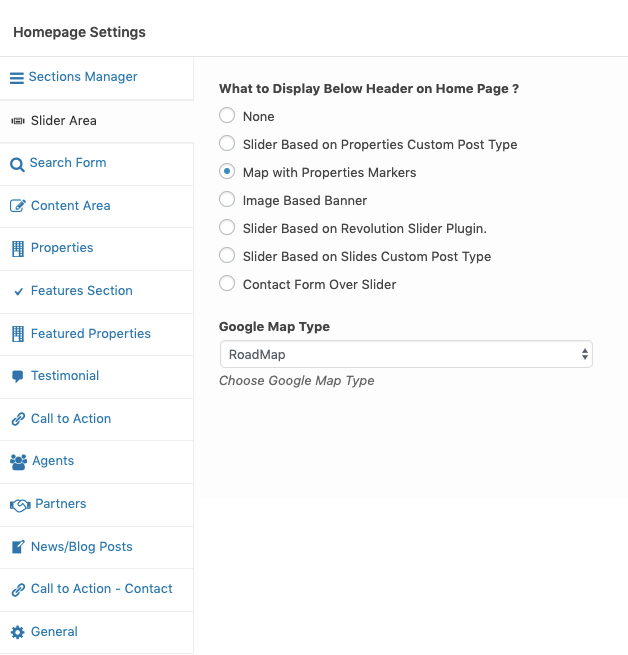 Homepage Settings
Sections Manager
Slider Area
Search Form
Content Area
Properties
Features Section
Featured Properties
Testimonial
Call to Action
Agents
Partners
News/Blog Posts
Call to Action - Contact
General
What to Display Below Header on Home Page ?
None
Slider Based on Properties Custom Post Type
Map with Properties Markers
Image Based Banner
Slider Based on Revolution Slider Plugin.
Slider Based on Slides Custom Post Type
Contact Form Over Slider
Google Map Type
RoadMap
Choose Google Map Type